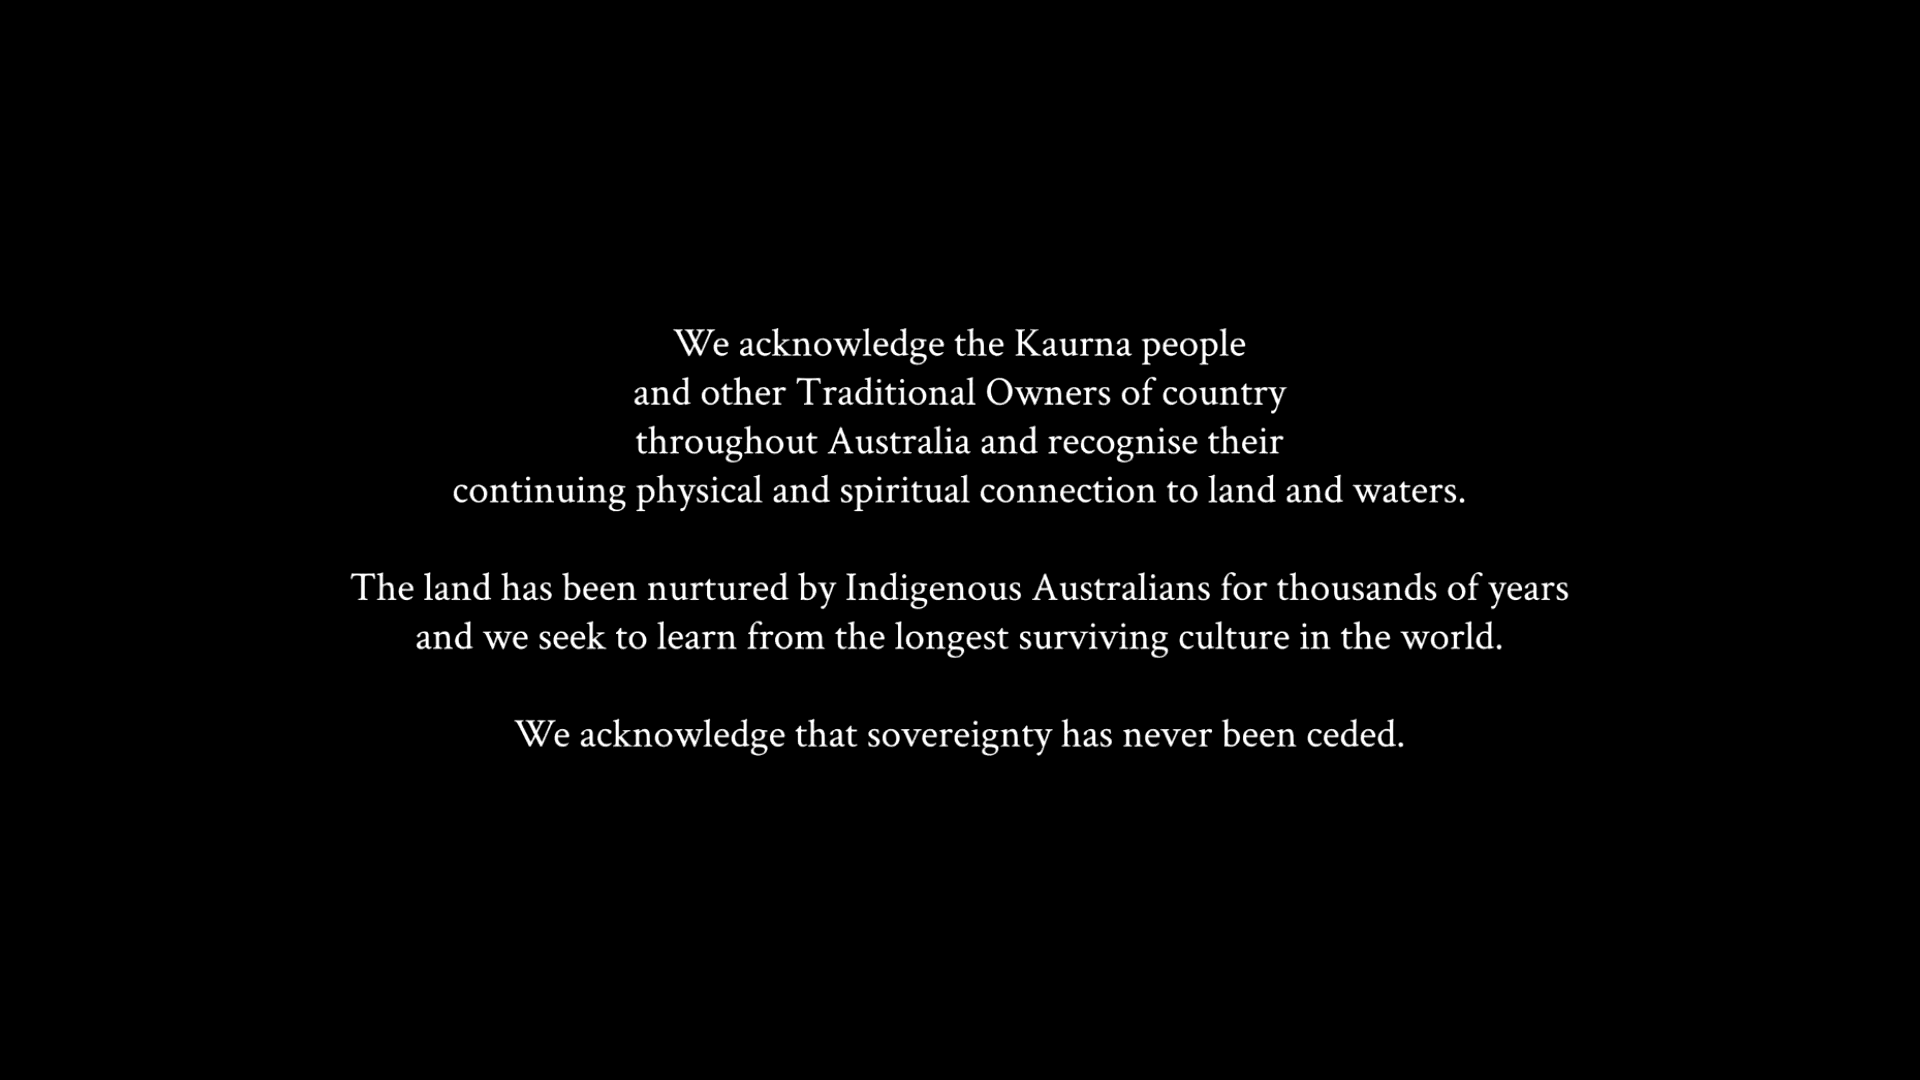 We acknowledge the Kaurna people
and other Traditional Owners of country
throughout Australia and recognise their
continuing physical and spiritual connection to land and waters.
The land has been nurtured by Indigenous Australians for thousands of years
and we seek to learn from the longest surviving culture in the world.
We acknowledge that sovereignty has never been ceded.